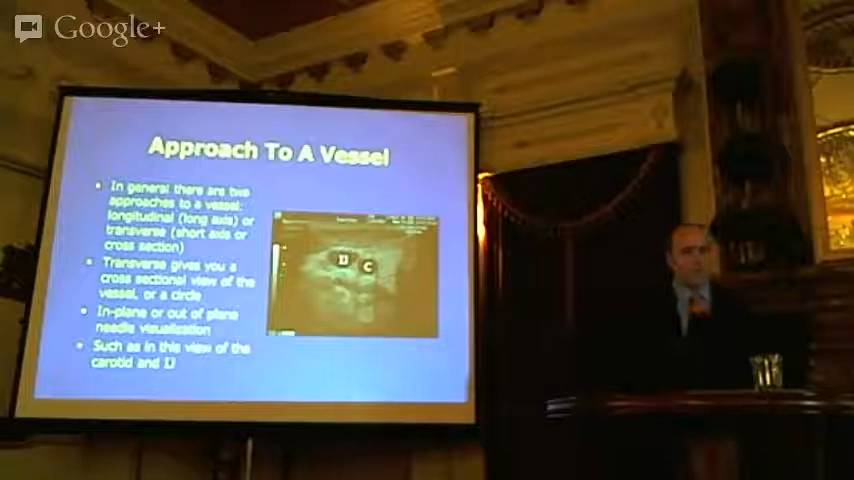 Google+
Approach To A Vessel
In general there are two
approaches to a vessel:
longitudinal (long axis) or
transverse (short axis or
cross section)
Transverse gives you a
cross sectional view of the
vessel, or a circle
In-plane or out of plane
needle visualization
Such as in this view of the
carotid and IJ
IJ
C